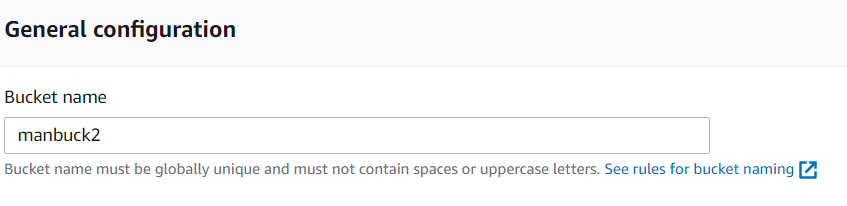 General configuration
Bucket name
manbuck2
Bucket name must be globally unique and must not contain spaces or uppercase letters. See rules for bucket naming